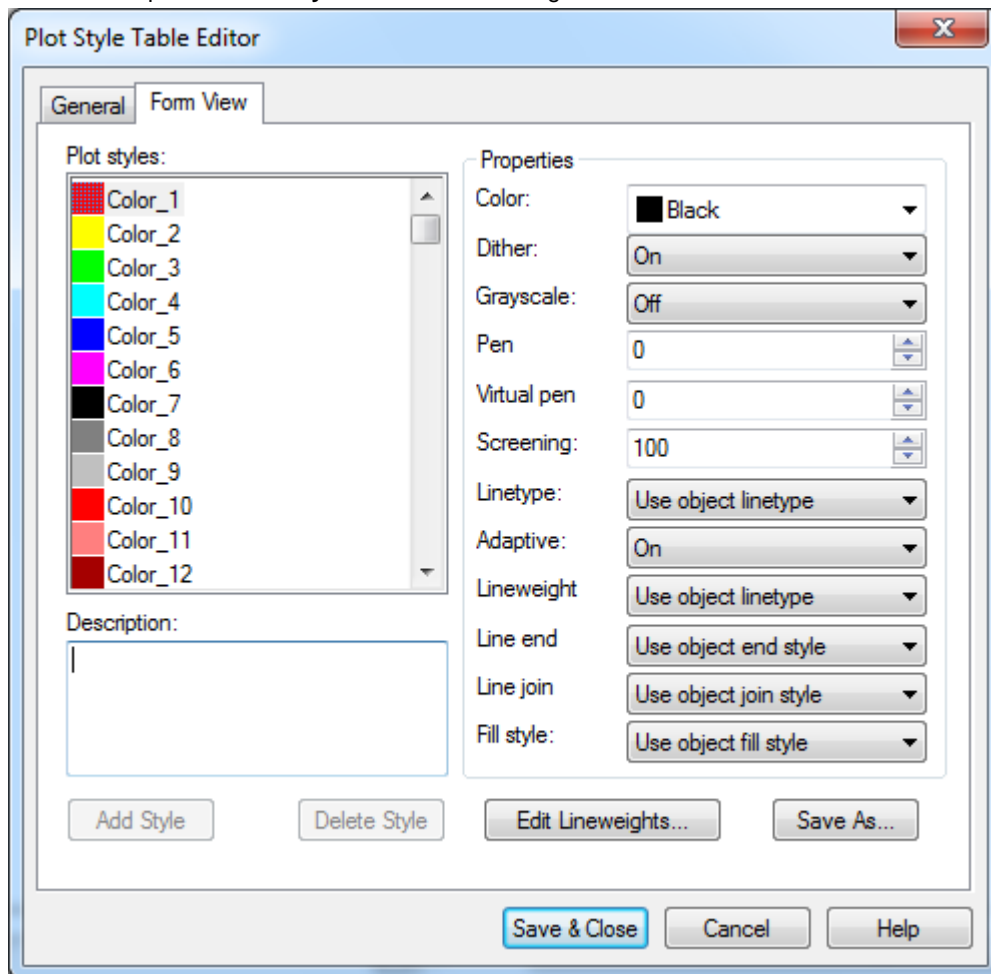 Plot Style Table Editor
General
Form View
Plot styles:
Color_1
Color_2
Color_3
Color_4
Color_5
Color_6
Color_7
Color_8
Color_9
Color_10
Color_11
Color_12
Description:
Properties
Color:
Black
Dither:
On
Grayscale:
Off
Pen
0
Virtual pen
0
Screening:
100
Linetype:
Use object linetype
Adaptive:
On
Lineweight
Use object linetype
Line end
Use object end style
Line join
Use object join style
Fill style:
Use object fill style
Add Style
Delete Style
Edit Lineweights...
Save As...
Save & Close
Cancel
Help